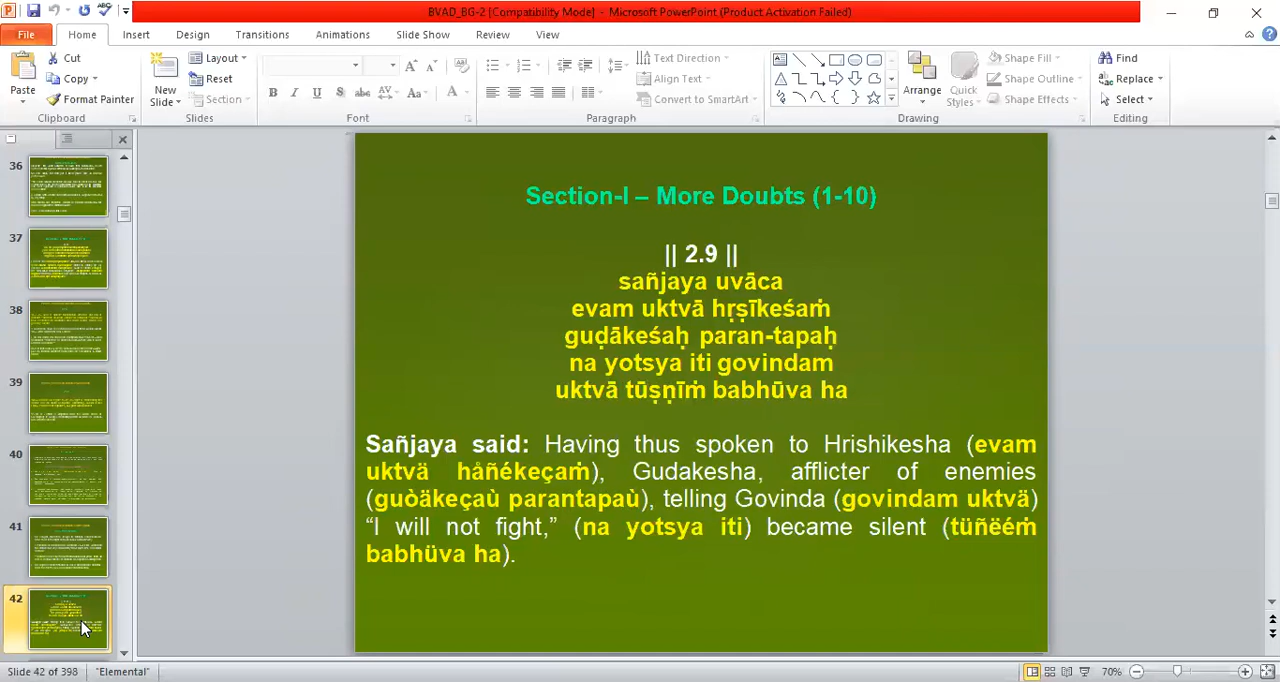 BVAD_BG-2 [Compatibility Mode] - Microsoft PowerPoint (Product Activation Failed)
File Home Insert Design Transitions Animations Slide Show Review View
Paste
Cut
Copy
Format Painter
Clipboard
New Slide
Layout
Reset
Section
Slides
Font
Text Direction
Align Text
Convert to SmartArt
Paragraph
Arrange
Quick Styles
Shape Fill
Shape Outline
Shape Effects
Drawing
Find
Replace
Select
Editing
36
37
38
39
40
41
42
Section-I – More Doubts (1-10)
|| 2.9 ||
sañjaya uvāca
evam uktvā hṛṣīkeśaṁ
guḍākeśaḥ paran-tapaḥ
na yotsya iti govindam
uktvā tūṣṇīṁ babhūva ha
Sañjaya said: Having thus spoken to Hrishikesha (evam
uktvä håñékeçaṁ), Gudakesha, afflicter of enemies
(guòäkeçaù parantapaù), telling Govinda (govindam uktvä)
“I will not fight,” (na yotsya iti) became silent (tüñëéṁ
babhüva ha).
Slide 42 of 398 "Elemental" 70%